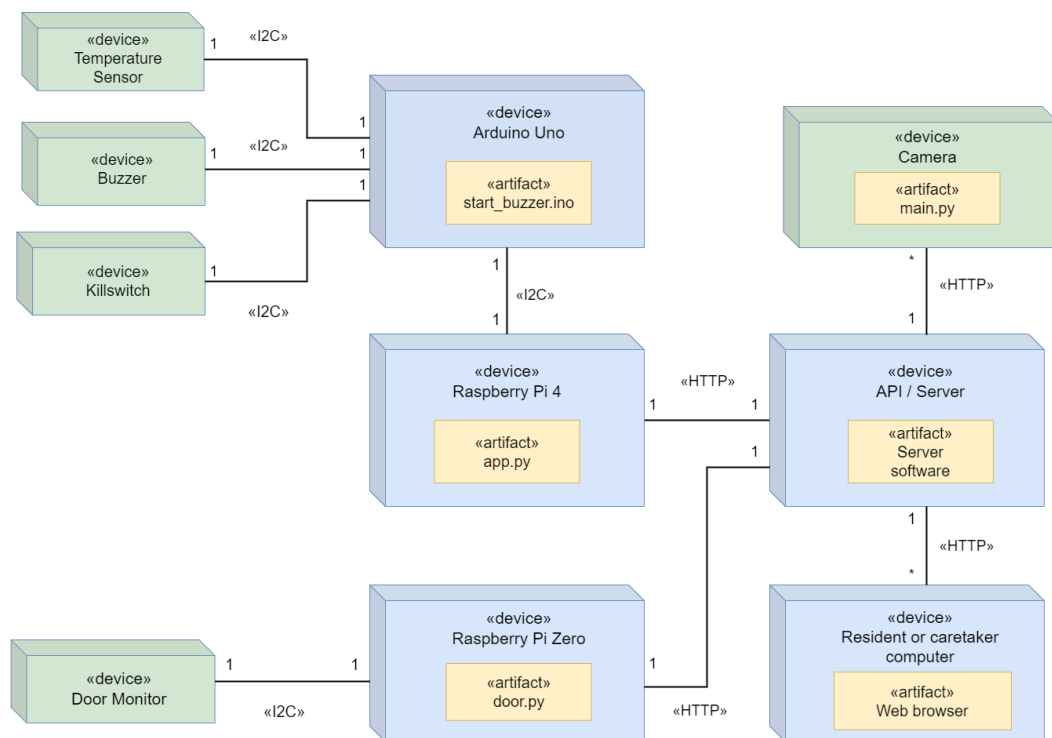 «device»
Temperature
Sensor
1
«I2C»
1
«device»
Buzzer
1
«I2C»
1
«device»
Killswitch
1
«I2C»
1
«device»
Arduino Uno
«artifact»
start_buzzer.ino
1
«I2C»
1
«device»
Camera
«artifact»
main.py
*
«HTTP»
1
«device»
Raspberry Pi 4
«artifact»
app.py
1
«HTTP»
1
«device»
API / Server
«artifact»
Server
software
1
1
«HTTP»
*
«device»
Door Monitor
1
«I2C»
1
«device»
Raspberry Pi Zero
«artifact»
door.py
1
«HTTP»
«device»
Resident or caretaker
computer
«artifact»
Web browser